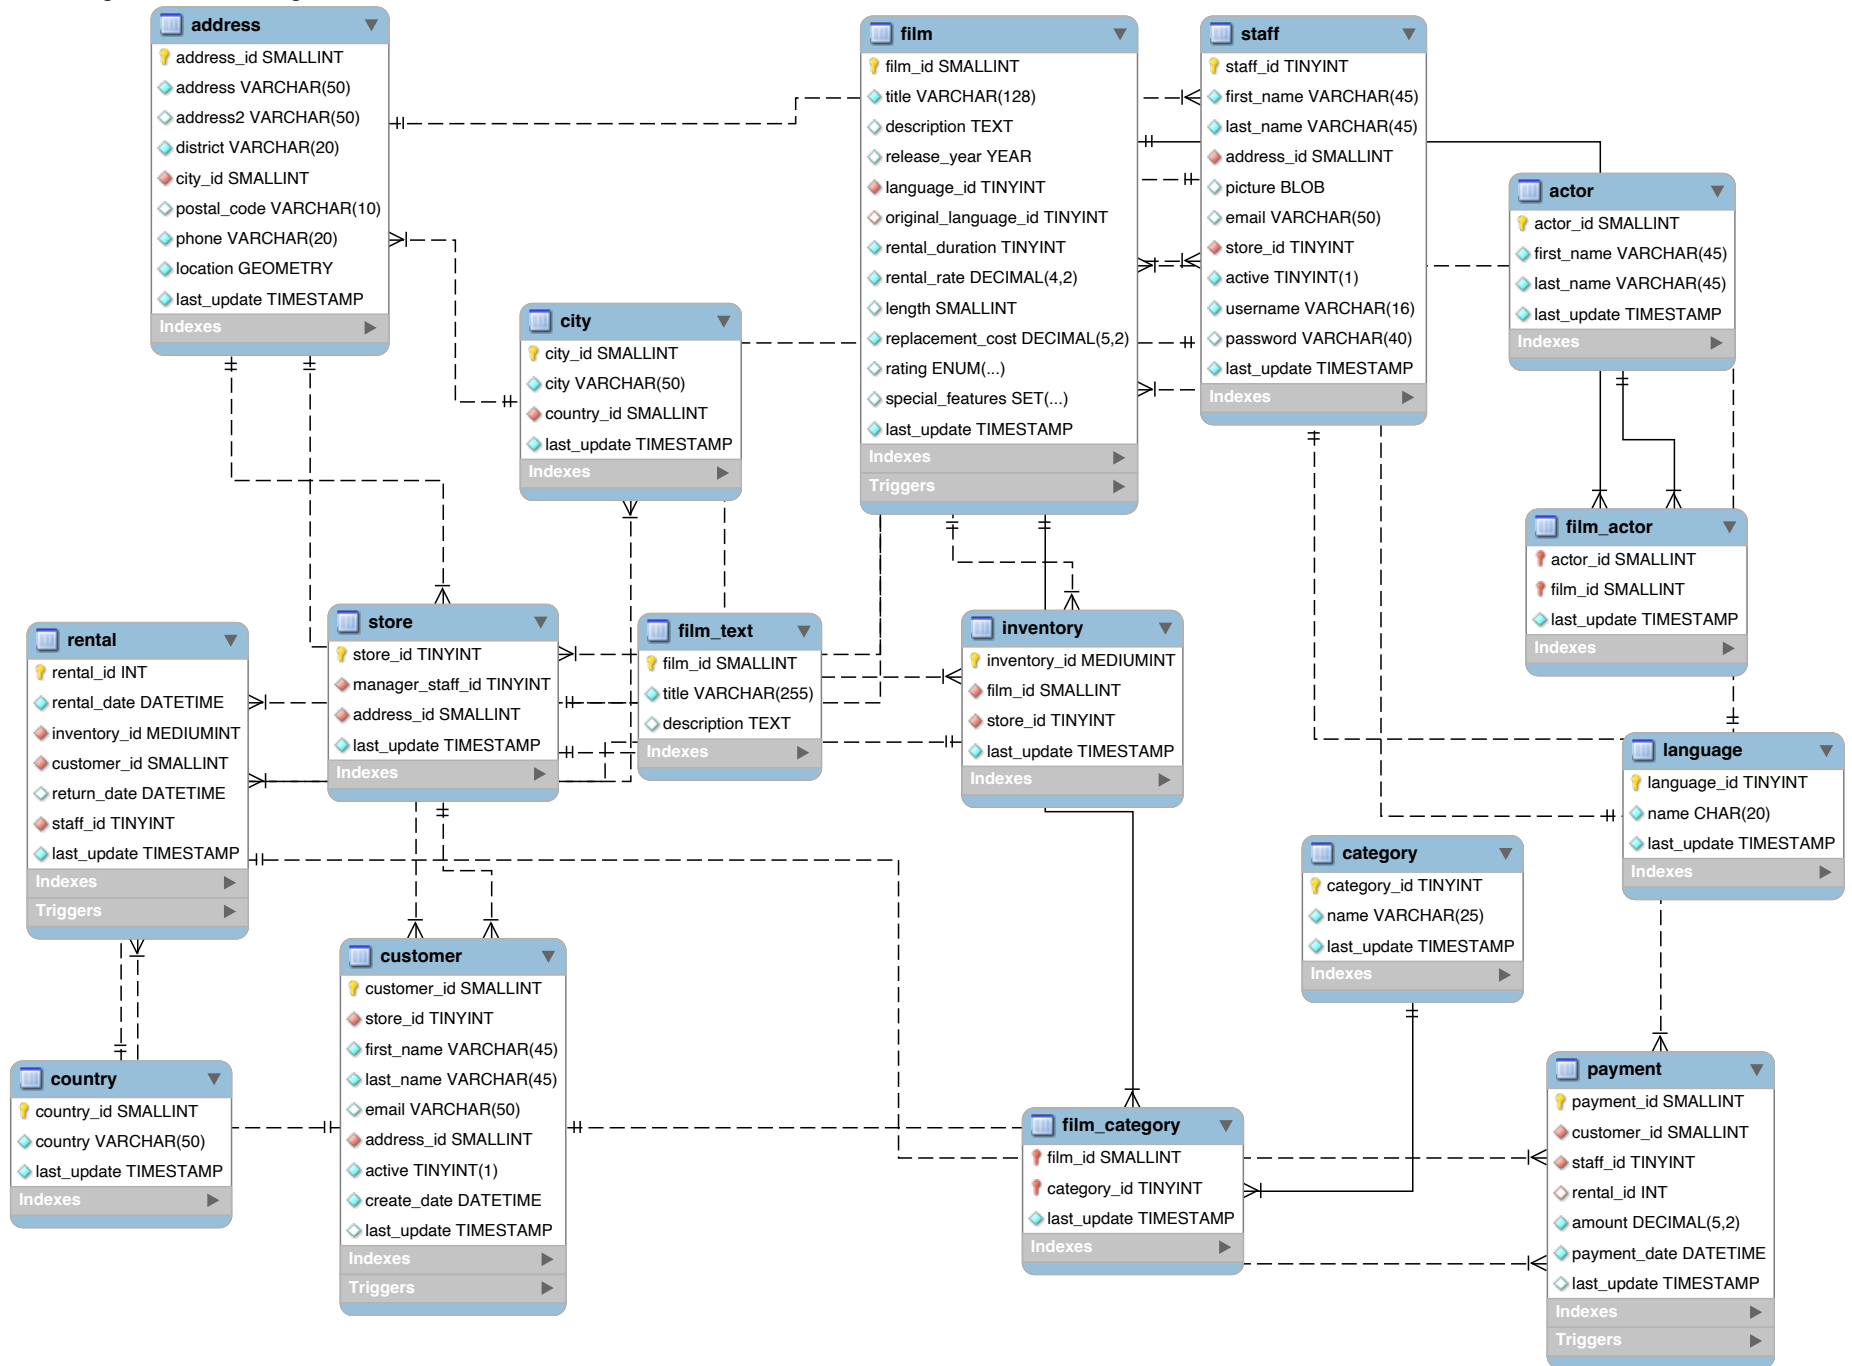 address
address_id SMALLINT
address VARCHAR(50)
address2 VARCHAR(50)
district VARCHAR(20)
city_id SMALLINT
postal_code VARCHAR(10)
phone VARCHAR(20)
location GEOMETRY
last_update TIMESTAMP
Indexes
film
film_id SMALLINT
title VARCHAR(128)
description TEXT
release_year YEAR
language_id TINYINT
original_language_id TINYINT
rental_duration TINYINT
rental_rate DECIMAL(4,2)
length SMALLINT
replacement_cost DECIMAL(5,2)
rating ENUM(...)
special_features SET(...)
last_update TIMESTAMP
Indexes
Triggers
staff
staff_id TINYINT
first_name VARCHAR(45)
last_name VARCHAR(45)
address_id SMALLINT
picture BLOB
email VARCHAR(50)
store_id TINYINT
active TINYINT(1)
username VARCHAR(16)
password VARCHAR(40)
last_update TIMESTAMP
Indexes
actor
actor_id SMALLINT
first_name VARCHAR(45)
last_name VARCHAR(45)
last_update TIMESTAMP
Indexes
city
city_id SMALLINT
city VARCHAR(50)
country_id SMALLINT
last_update TIMESTAMP
Indexes
film_actor
actor_id SMALLINT
film_id SMALLINT
last_update TIMESTAMP
Indexes
rental
rental_id INT
rental_date DATETIME
inventory_id MEDIUMINT
customer_id SMALLINT
return_date DATETIME
staff_id TINYINT
last_update TIMESTAMP
Indexes
Triggers
store
store_id TINYINT
manager_staff_id TINYINT
address_id SMALLINT
last_update TIMESTAMP
Indexes
film_text
film_id SMALLINT
title VARCHAR(255)
description TEXT
Indexes
inventory
inventory_id MEDIUMINT
film_id SMALLINT
store_id TINYINT
last_update TIMESTAMP
Indexes
language
language_id TINYINT
name CHAR(20)
last_update TIMESTAMP
Indexes
category
category_id TINYINT
name VARCHAR(25)
last_update TIMESTAMP
Indexes
customer
customer_id SMALLINT
store_id TINYINT
first_name VARCHAR(45)
last_name VARCHAR(45)
email VARCHAR(50)
address_id SMALLINT
active TINYINT(1)
create_date DATETIME
last_update TIMESTAMP
Indexes
Triggers
country
country_id SMALLINT
country VARCHAR(50)
last_update TIMESTAMP
Indexes
film_category
film_id SMALLINT
category_id TINYINT
last_update TIMESTAMP
Indexes
payment
payment_id SMALLINT
customer_id SMALLINT
staff_id TINYINT
rental_id INT
amount DECIMAL(5,2)
payment_date DATETIME
last_update TIMESTAMP
Indexes
Triggers